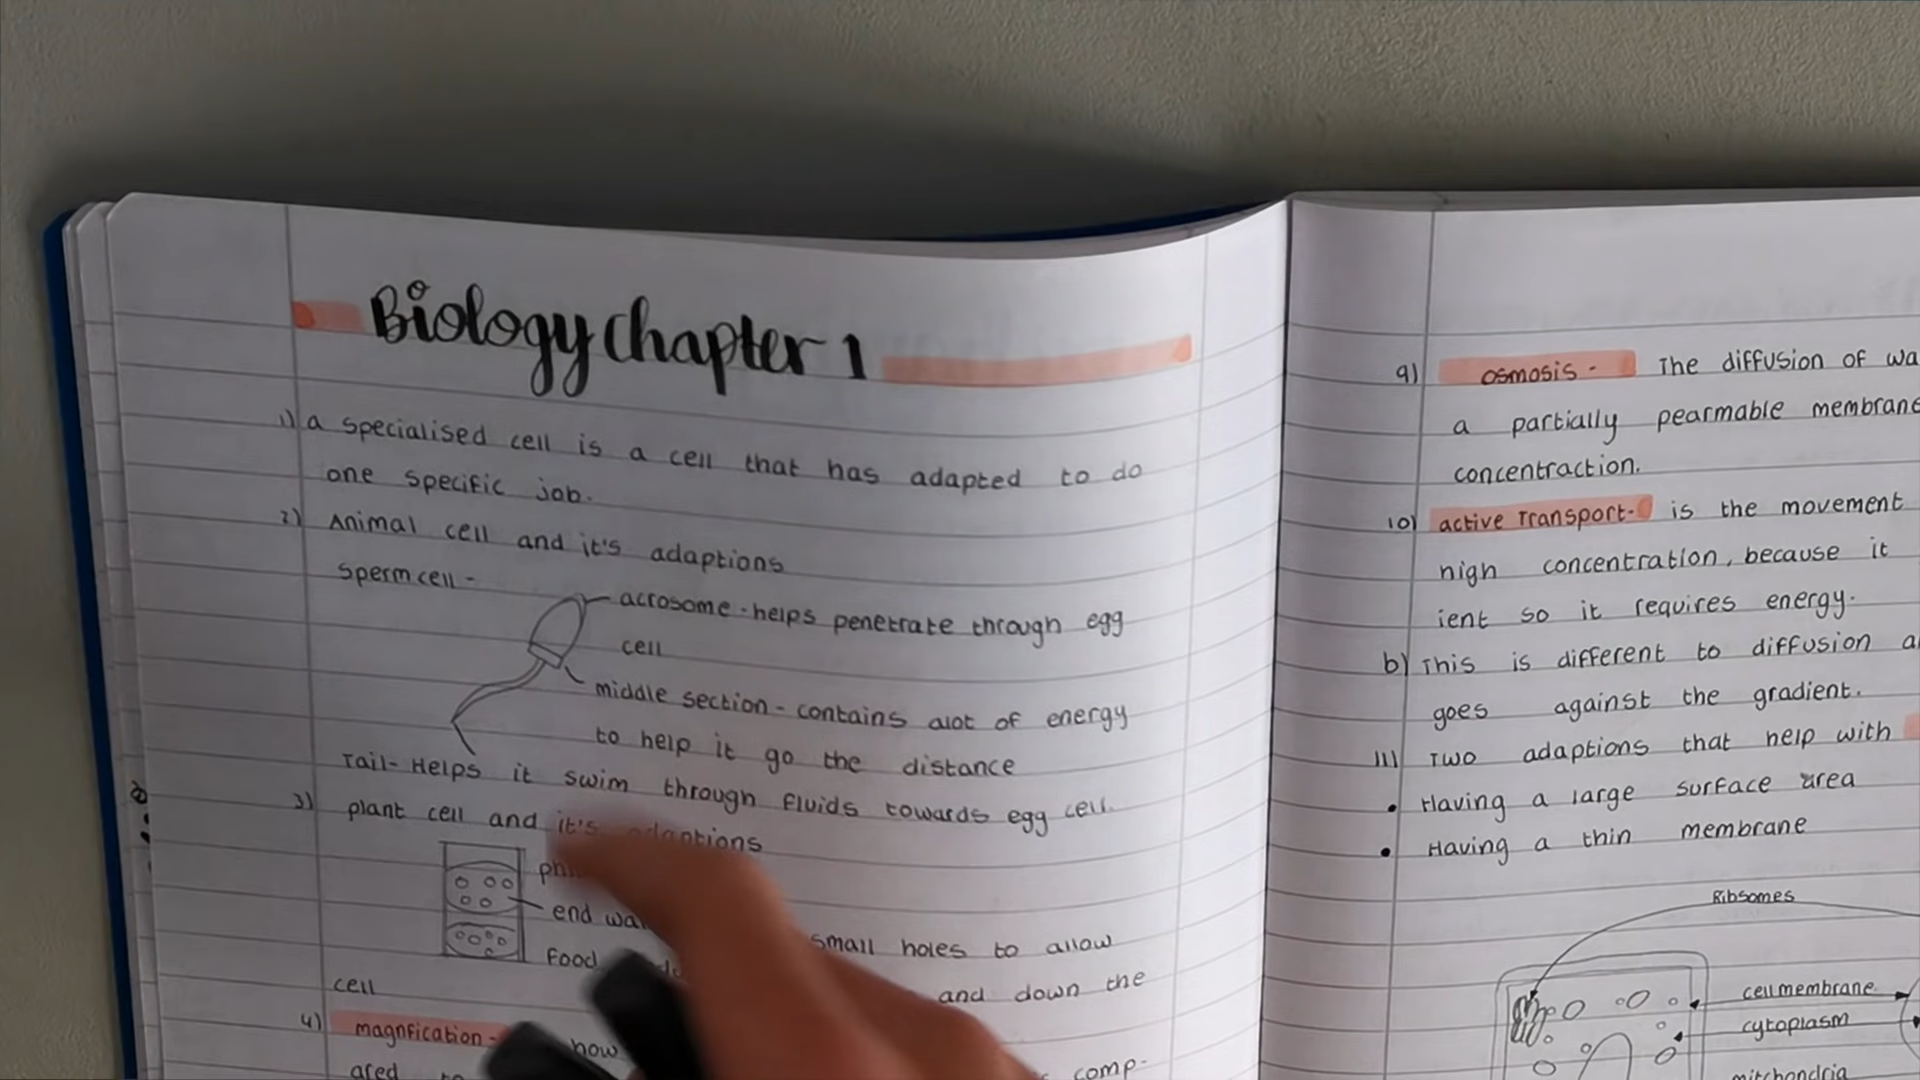 Biology chapter 1
1) a specialised cell is a cell that has adapted to do
one specific job.
2) Animal cell and it's adaptions
sperm cell -
acrosome - helps penetrate through egg
cell
middle section - contains alot of energy
to help it go the distance
Tail - Helps it swim through fluids towards egg cell.
3) plant cell and it's adaptions
end
small holes to allow
Food
and down the
cell
4) magnfication -
how
comp-
ared
9) osmosis - The diffusion of
a partially pearmable membrane
concentraction.
10) active Transport- is the movement
high concentration, because it
ient so it requires energy.
b) This is different to diffusion
goes against the gradient.
11) Two adaptions that help with
• Having a large surface area
• Having a thin membrane
Ribsomes
cell membrane
cytoplasm
mitchondria